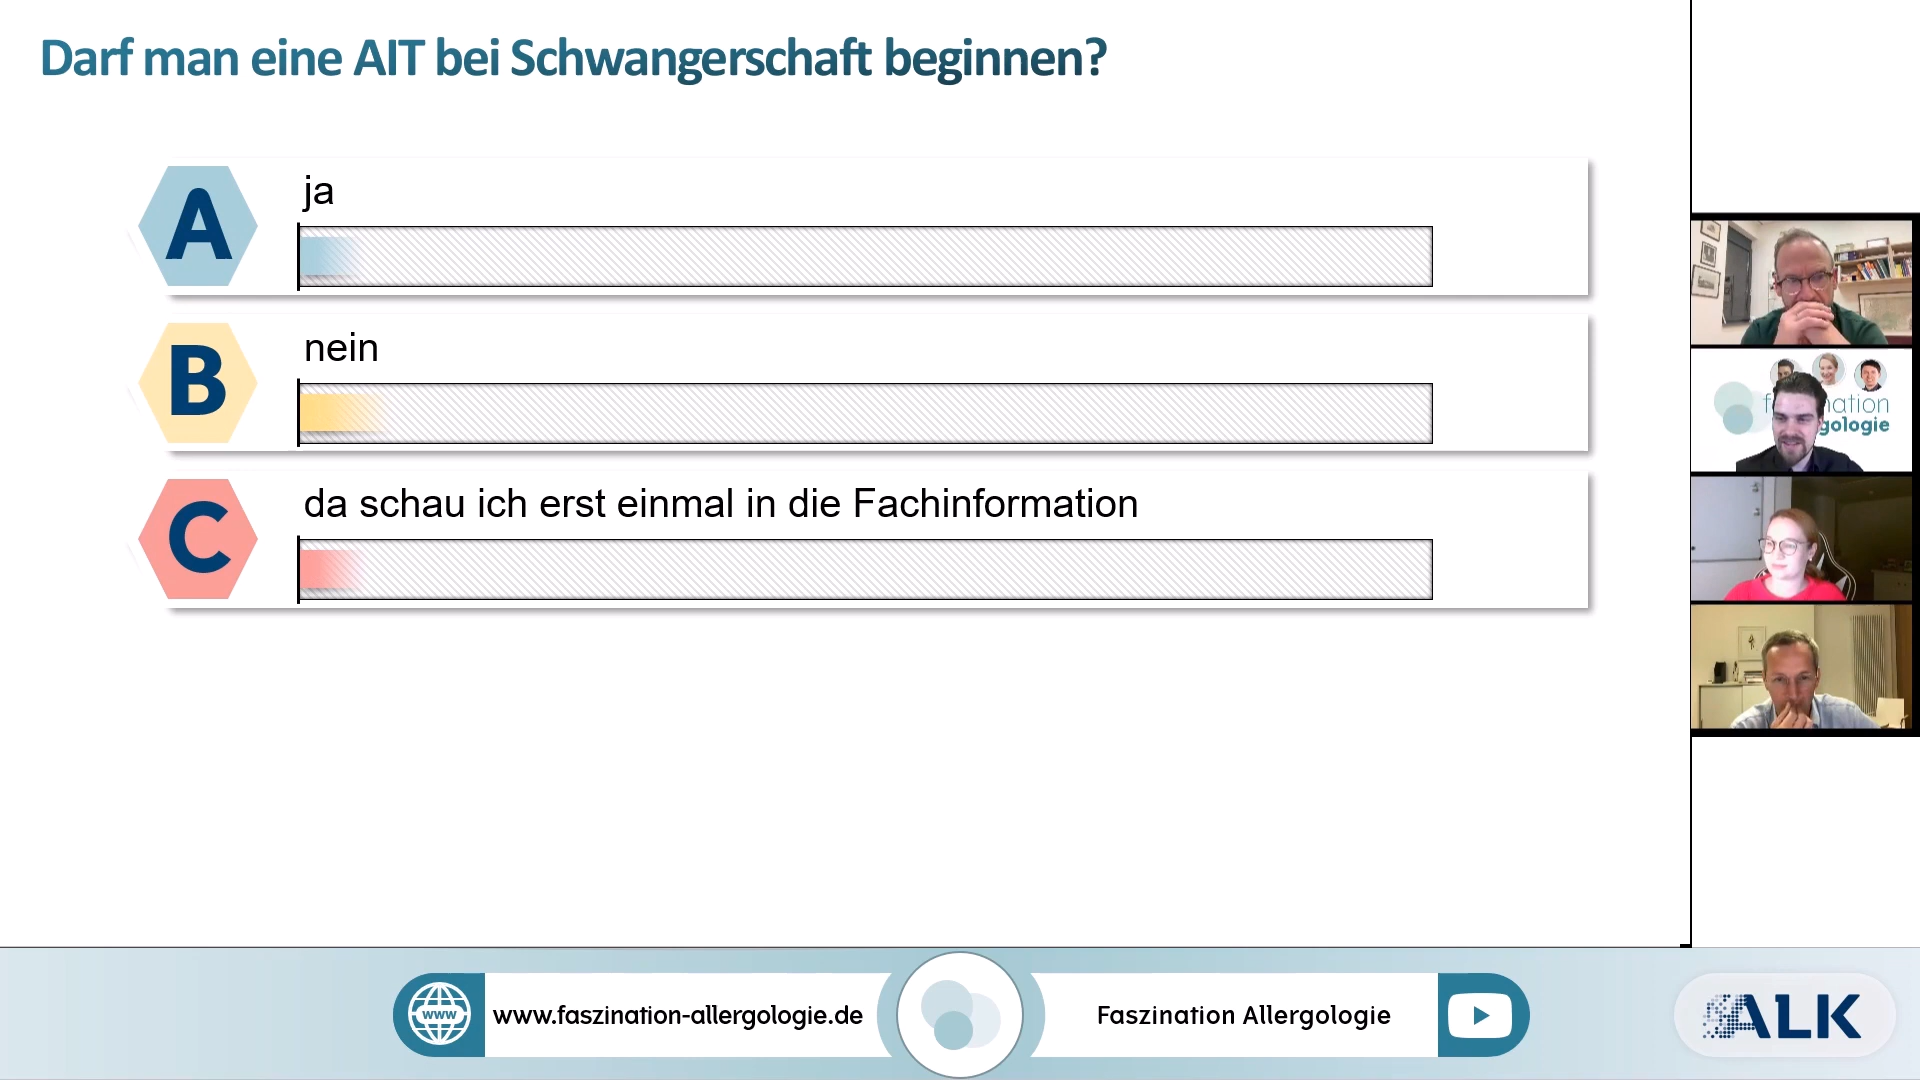 Darf man eine AIT bei Schwangerschaft beginnen?
A
ja
B
nein
C
da schau ich erst einmal in die Fachinformation
www
www.faszination-allergologie.de
Faszination Allergologie
ALK